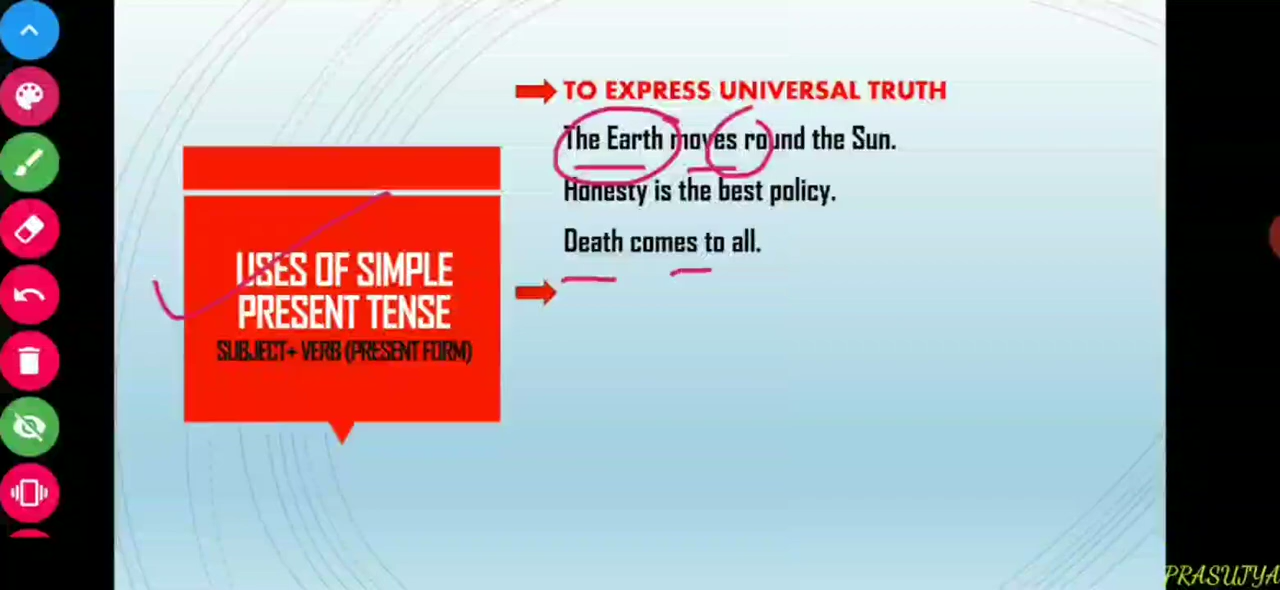 TO EXPRESS UNIVERSAL TRUTH
The Earth moves round the Sun.
Honesty is the best policy.
Death comes to all.
USES OF SIMPLE
PRESENT TENSE
SUBJECT+ VERB (PRESENT FORM)
PRASUJYA